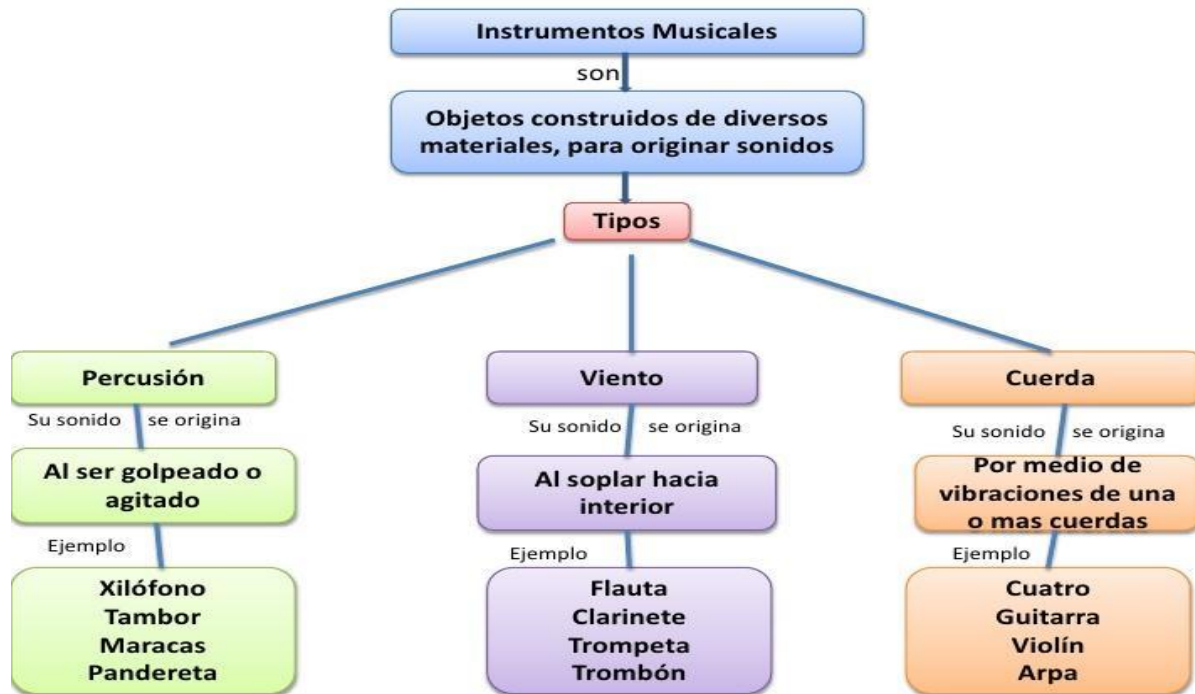 Instrumentos Musicales
son
Objetos construidos de diversos
materiales, para originar sonidos
Tipos
Percusión
Su sonido se origina
Al ser golpeado o
agitado
Ejemplo
Xilófono
Tambor
Maracas
Pandereta
Viento
Su sonido se origina
Al soplar hacia
interior
Ejemplo
Flauta
Clarinete
Trompeta
Trombón
Cuerda
Su sonido se origina
Por medio de
vibraciones de una
o mas cuerdas
Ejemplo
Cuatro
Guitarra
Violín
Arpa